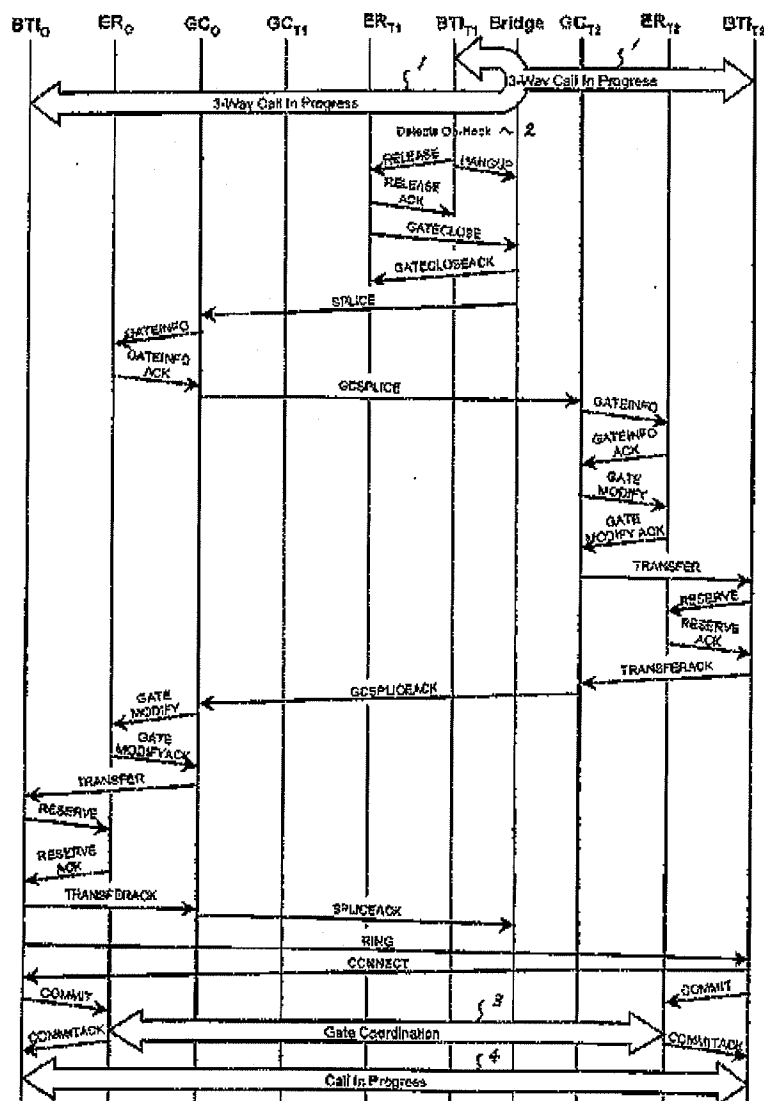 BTI_O ER_O GC_O GC_T1 ER_T1 BTI_T1 Bridge GC_T2 ER_T2 BTI_T2
1 1
3-Way Call In Progress
3-Way Call In Progress
Detects On-Hook ~ 2
RELEASE HANGUP
RELEASE
ACK
GATECLOSE
GATECLOSEACK
SPLICE
GATEINFO
GATEINFO
ACK
GCSPLICE
GATEINFO
GATEINFO
ACK
GATE
MODIFY
GATE
MODIFY ACK
TRANSFER
RESERVE
RESERVE
ACK
TRANSFERACK
GCSPLICEACK
GATE
MODIFY
GATE
MODIFYACK
TRANSFER
RESERVE
RESERVE
ACK
TRANSFERACK
SPLICEACK
RING
CONNECT
COMMIT COMMIT
3
Gate Coordination
COMMITACK COMMITACK
4
Call In Progress